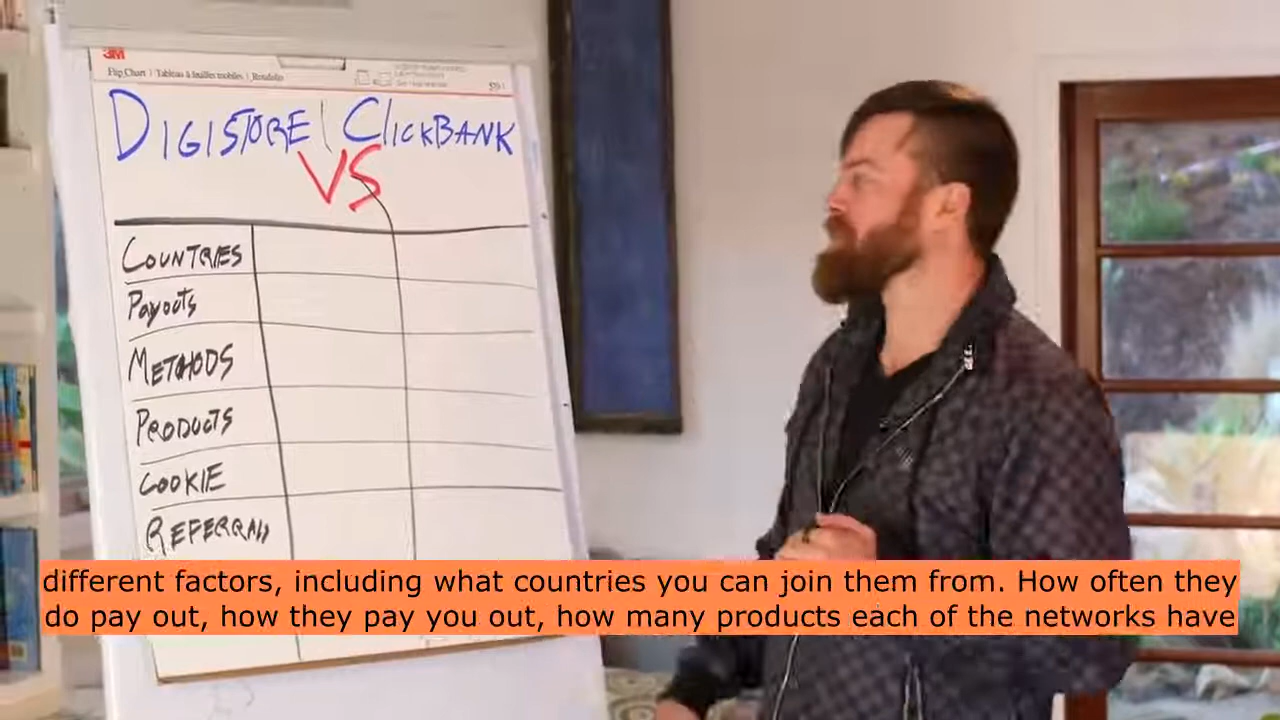 3M
Flip Chart | Tableau à feuilles mobiles | Rotafolio
DIGISTORE | CLICKBANK
VS
COUNTRIES
Payouts
METHODS
PRODUCTS
COOKIE
REFERRALS
different factors, including what countries you can join them from. How often they
do pay out, how they pay you out, how many products each of the networks have